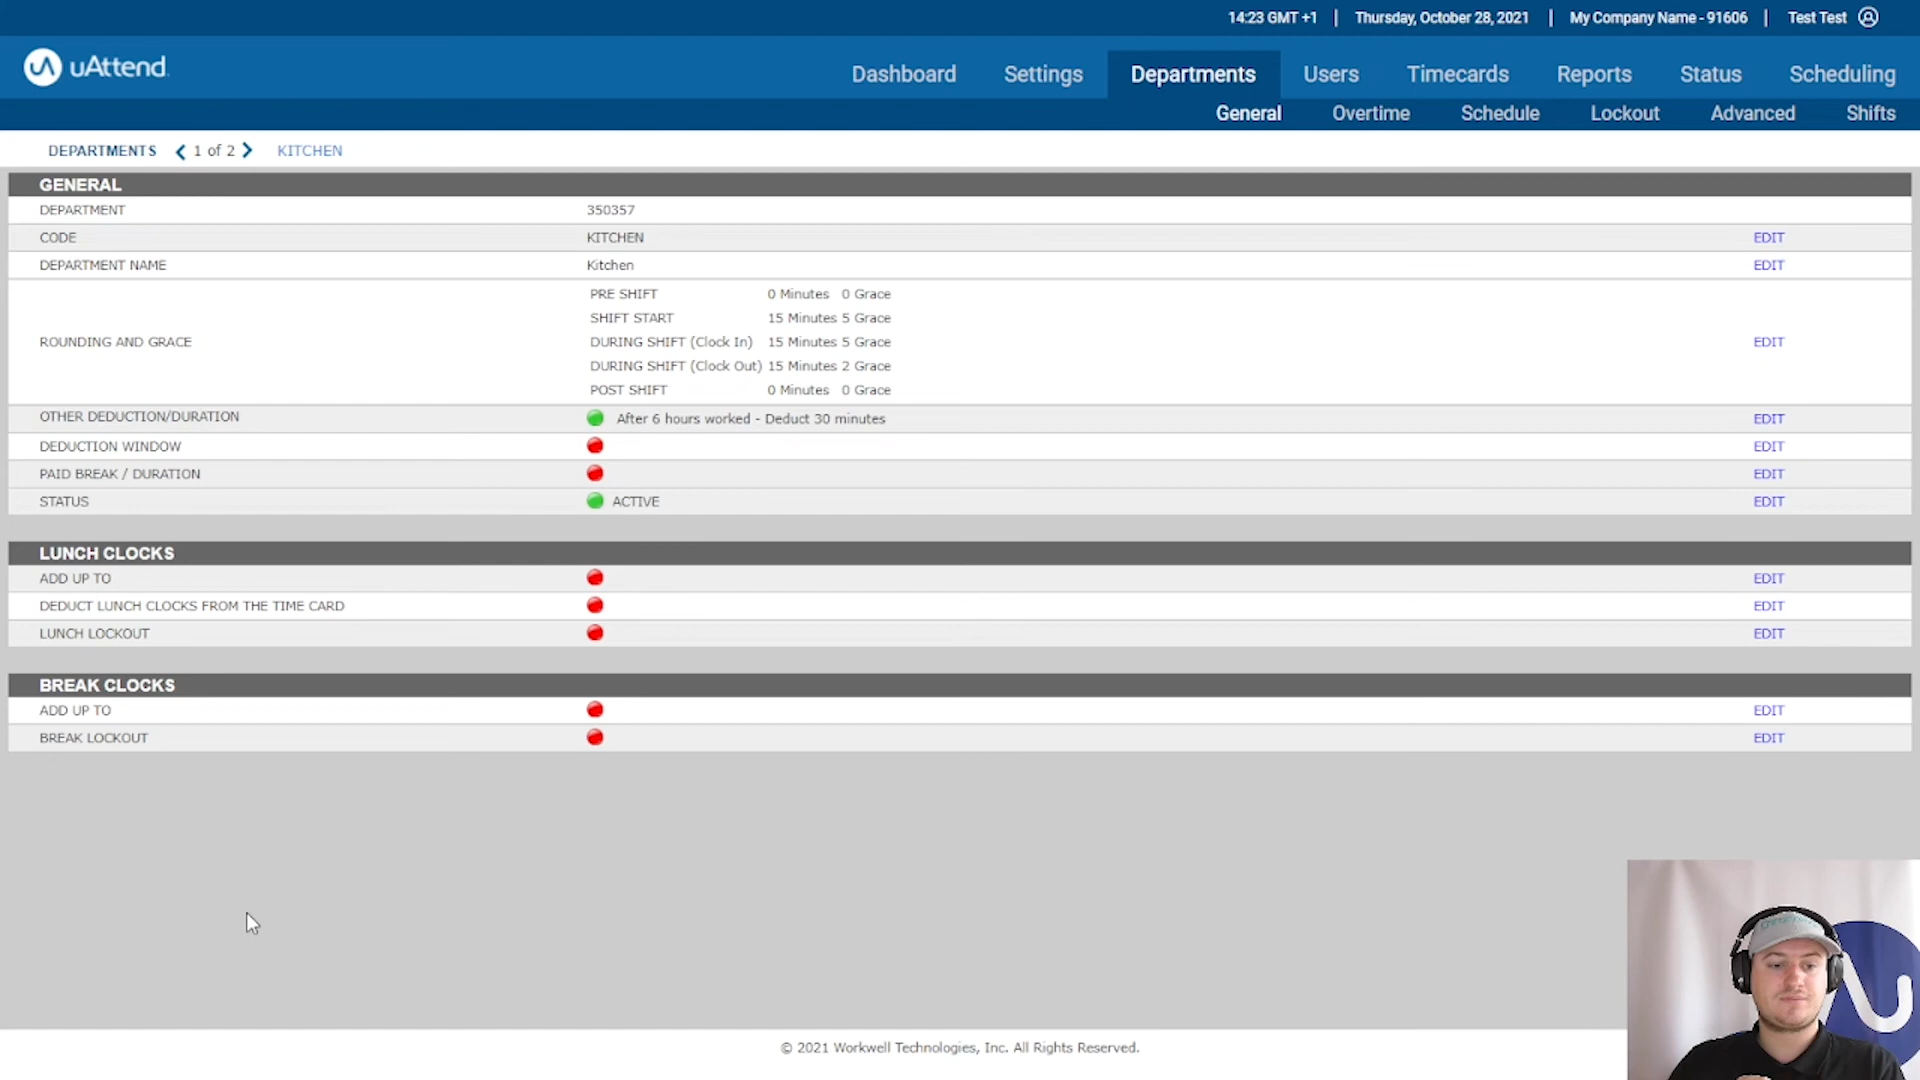 14:23 GMT +1 | Thursday, October 28, 2021 | My Company Name - 91606 | Test Test
uAttend
Dashboard Settings Departments Users Timecards Reports Status Scheduling
General Overtime Schedule Lockout Advanced Shifts
DEPARTMENTS 1 of 2 KITCHEN
GENERAL
DEPARTMENT 350357
CODE KITCHEN EDIT
DEPARTMENT NAME Kitchen EDIT
PRE SHIFT 0 Minutes 0 Grace
SHIFT START 15 Minutes 5 Grace
ROUNDING AND GRACE DURING SHIFT (Clock In) 15 Minutes 5 Grace EDIT
DURING SHIFT (Clock Out) 15 Minutes 2 Grace
POST SHIFT 0 Minutes 0 Grace
OTHER DEDUCTION/DURATION After 6 hours worked - Deduct 30 minutes EDIT
DEDUCTION WINDOW EDIT
PAID BREAK / DURATION EDIT
STATUS ACTIVE EDIT
LUNCH CLOCKS
ADD UP TO EDIT
DEDUCT LUNCH CLOCKS FROM THE TIME CARD EDIT
LUNCH LOCKOUT EDIT
BREAK CLOCKS
ADD UP TO EDIT
BREAK LOCKOUT EDIT
© 2021 Workwell Technologies, Inc. All Rights Reserved.